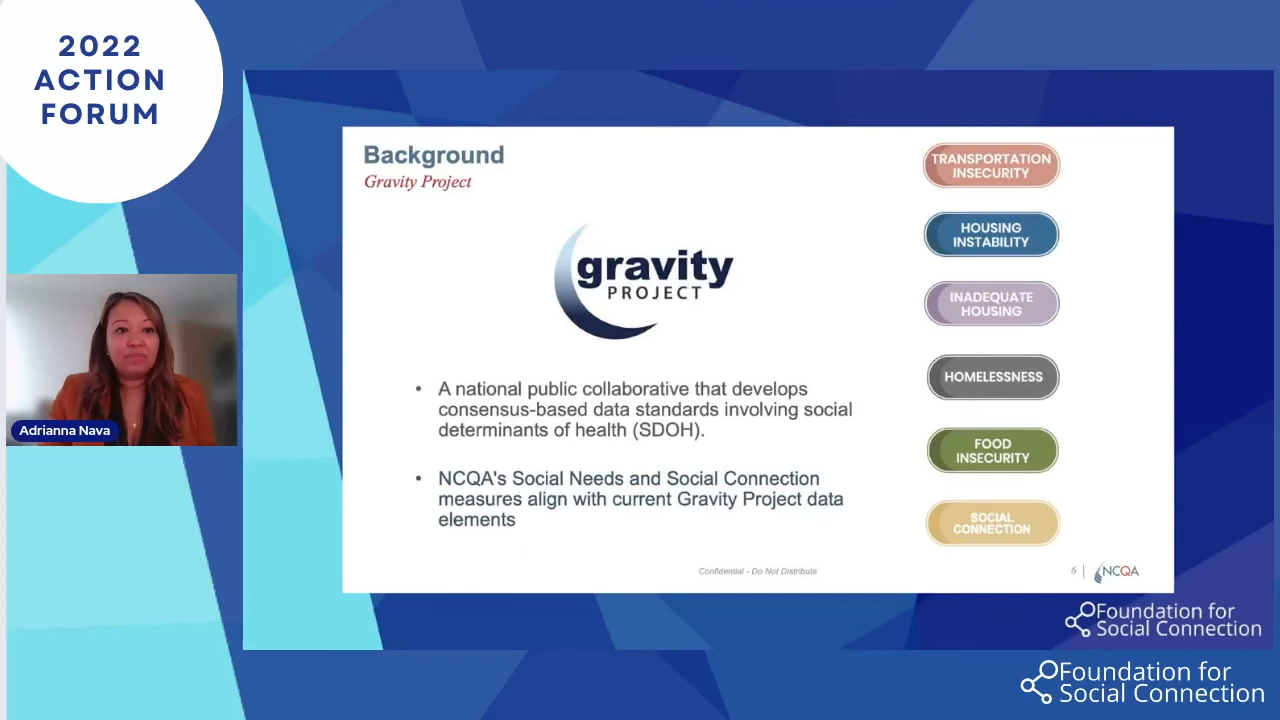 2022
ACTION
FORUM
Background
Gravity Project
gravity
PROJECT
• A national public collaborative that develops
consensus-based data standards involving social
determinants of health (SDOH).
• NCQA's Social Needs and Social Connection
measures align with current Gravity Project data
elements
TRANSPORTATION
INSECURITY
HOUSING
INSTABILITY
INADEQUATE
HOUSING
HOMELESSNESS
FOOD
INSECURITY
SOCIAL
CONNECTION
Confidential - Do Not Distribute
6 |
NCQA
Adrianna Nava
Foundation for
Social Connection
Foundation for
Social Connection